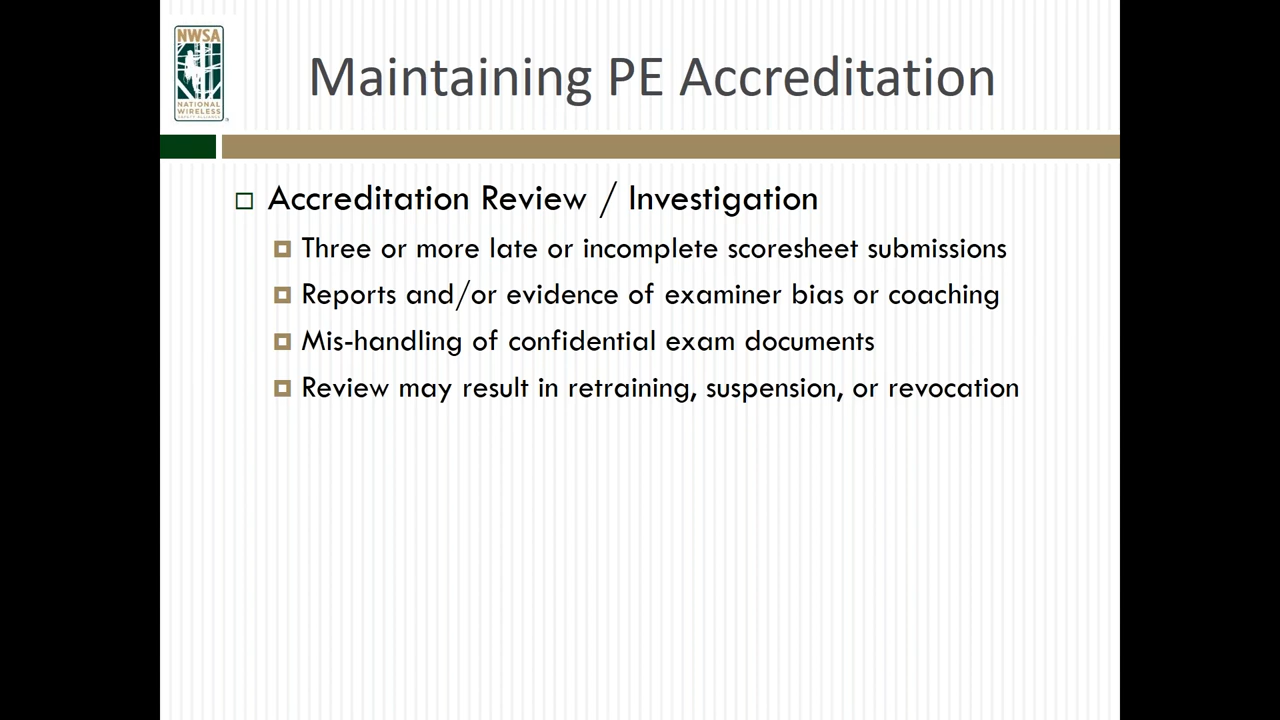 NWSA
NATIONAL
WIRELESS
SAFETY ALLIANCE
Maintaining PE Accreditation
Accreditation Review / Investigation
Three or more late or incomplete scoresheet submissions
Reports and/or evidence of examiner bias or coaching
Mis-handling of confidential exam documents
Review may result in retraining, suspension, or revocation